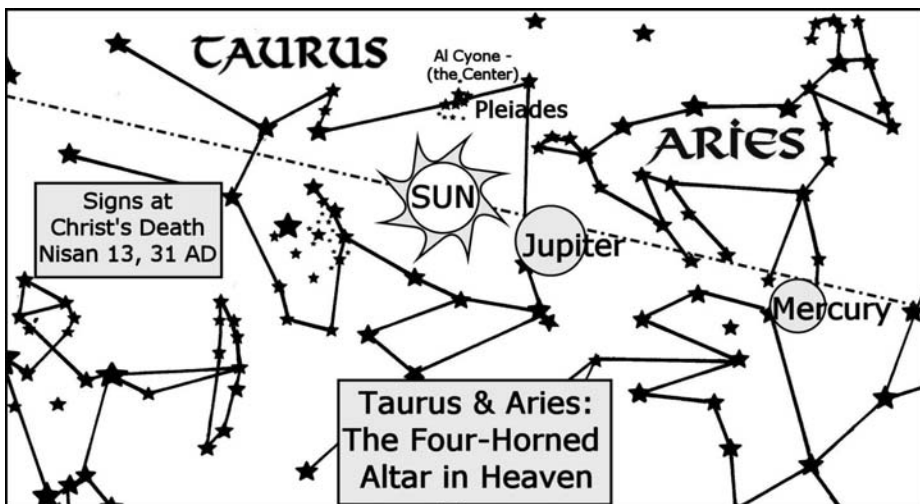 TAURUS
Al Cyone -
(the Center)
Pleiades
ARIES
SUN
Signs at
Christ's Death
Nisan 13, 31 AD
Jupiter
Mercury
Taurus & Aries:
The Four-Horned
Altar in Heaven